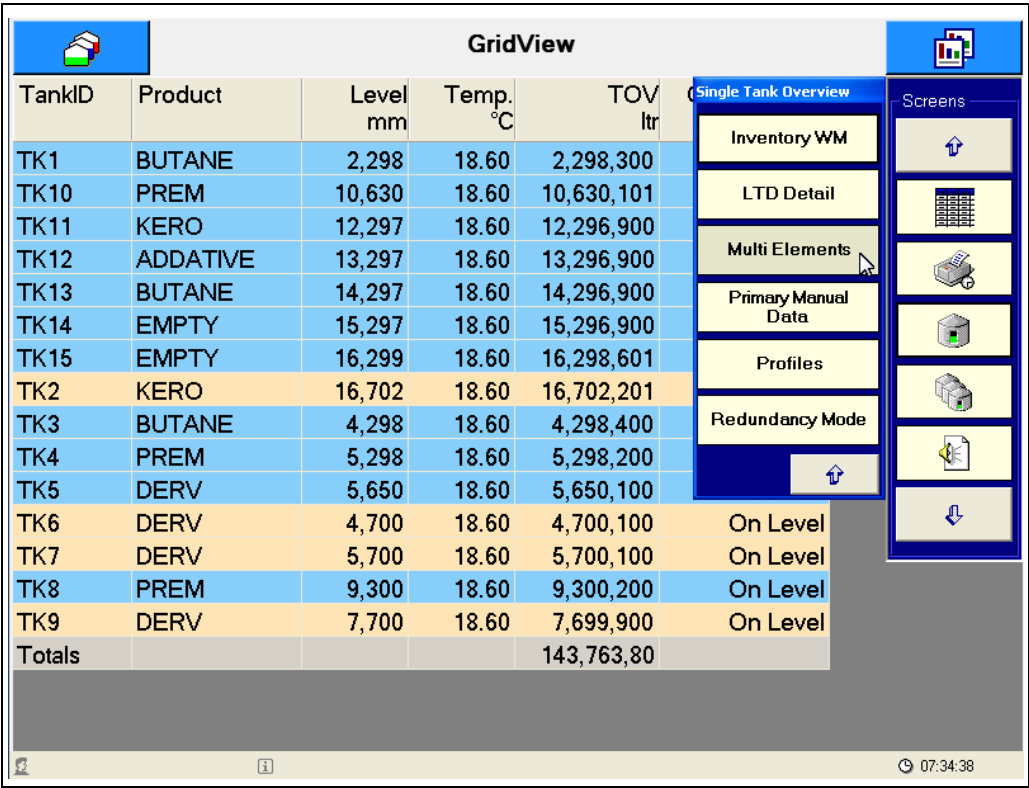 GridView
TankID Product Level Temp. TOV
mm °C ltr
TK1 BUTANE 2,298 18.60 2,298,300
TK10 PREM 10,630 18.60 10,630,101
TK11 KERO 12,297 18.60 12,296,900
TK12 ADDATIVE 13,297 18.60 13,296,900
TK13 BUTANE 14,297 18.60 14,296,900
TK14 EMPTY 15,297 18.60 15,296,900
TK15 EMPTY 16,299 18.60 16,298,601
TK2 KERO 16,702 18.60 16,702,201
TK3 BUTANE 4,298 18.60 4,298,400
TK4 PREM 5,298 18.60 5,298,200
TK5 DERV 5,650 18.60 5,650,100
TK6 DERV 4,700 18.60 4,700,100 On Level
TK7 DERV 5,700 18.60 5,700,100 On Level
TK8 PREM 9,300 18.60 9,300,200 On Level
TK9 DERV 7,700 18.60 7,699,900 On Level
Totals 143,763,80
Single Tank Overview
Inventory WM
LTD Detail
Multi Elements
Primary Manual
Data
Profiles
Redundancy Mode
Screens
07:34:38